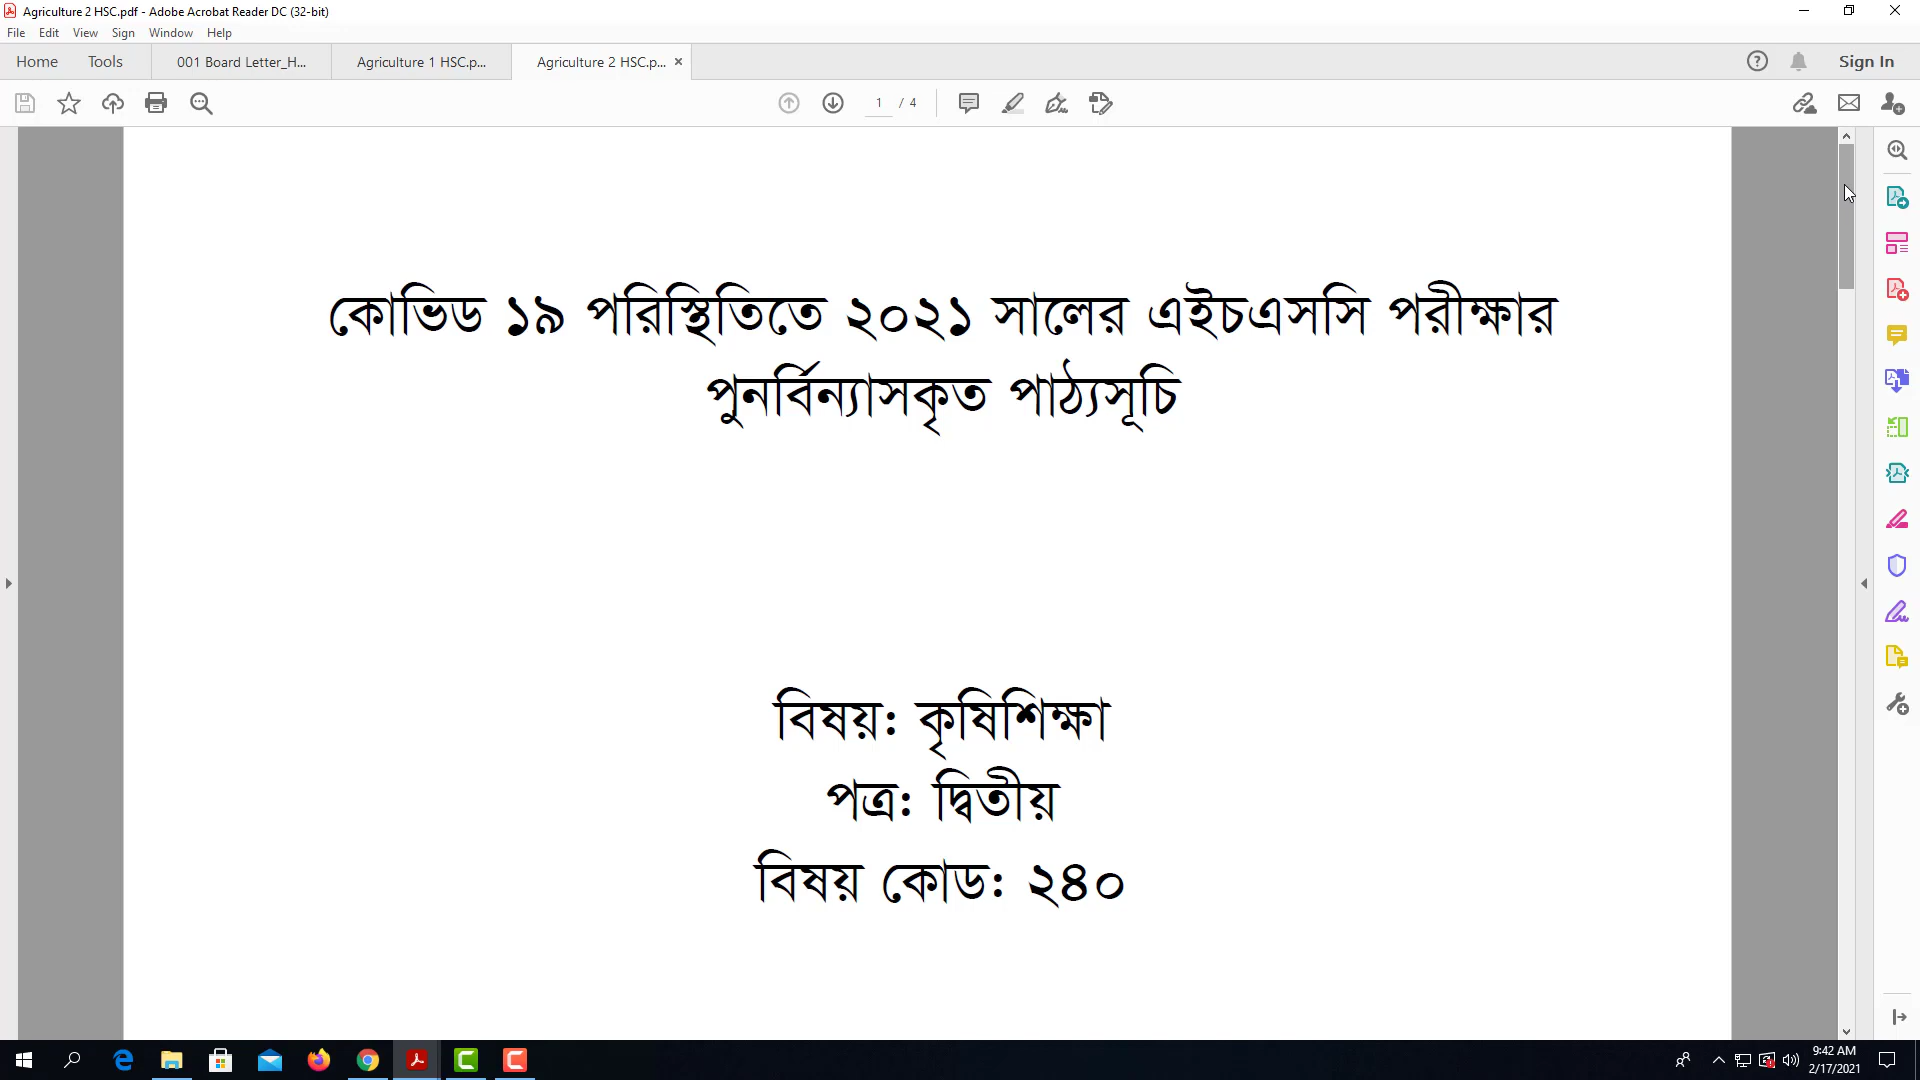 Agriculture 2 HSC.pdf - Adobe Acrobat Reader DC (32-bit)
File Edit View Sign Window Help
Home Tools 001 Board Letter_H... Agriculture 1 HSC.p... Agriculture 2 HSC.p... Sign In
1 / 4
কোভিড ১৯ পরিস্থিতিতে ২০২১ সালের এইচএসসি পরীক্ষার
পুনর্বিন্যাসকৃত পাঠ্যসূচি
বিষয়: কৃষিশিক্ষা
পত্র: দ্বিতীয়
বিষয় কোড: ২৪০
9:42 AM
2/17/2021